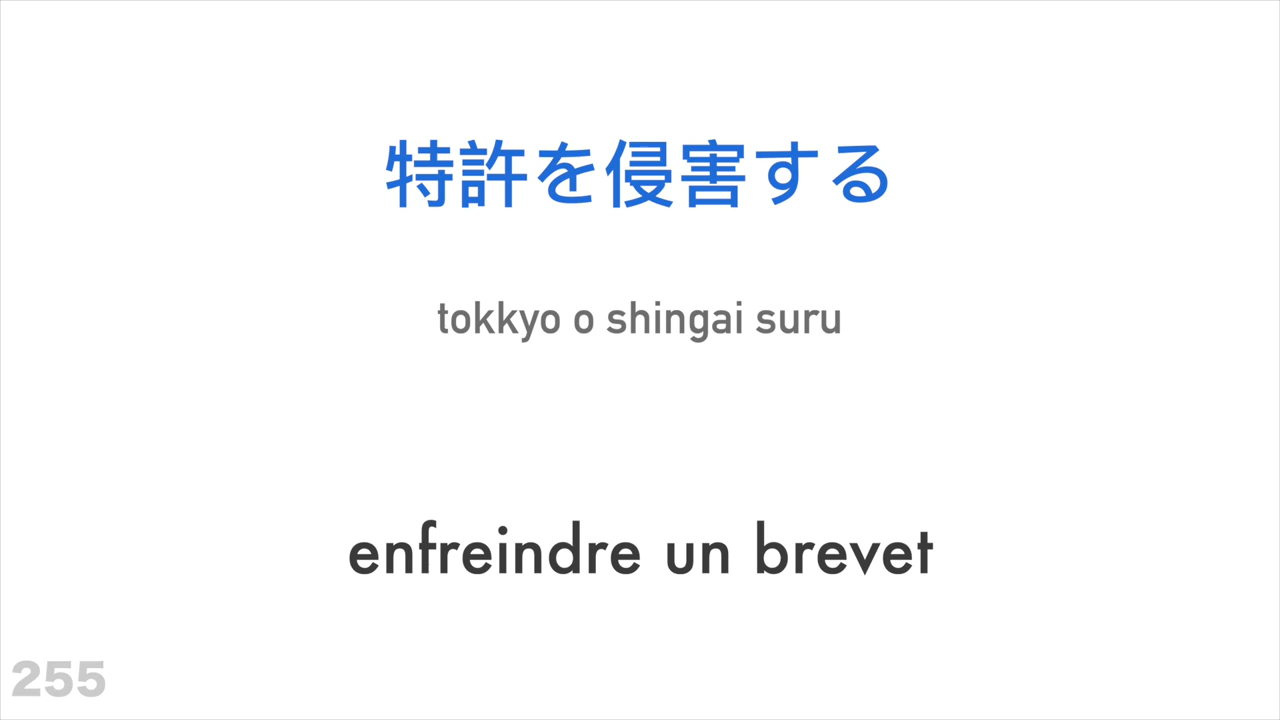 特許を侵害する
tokkyo o shingai suru
enfreindre un brevet
255